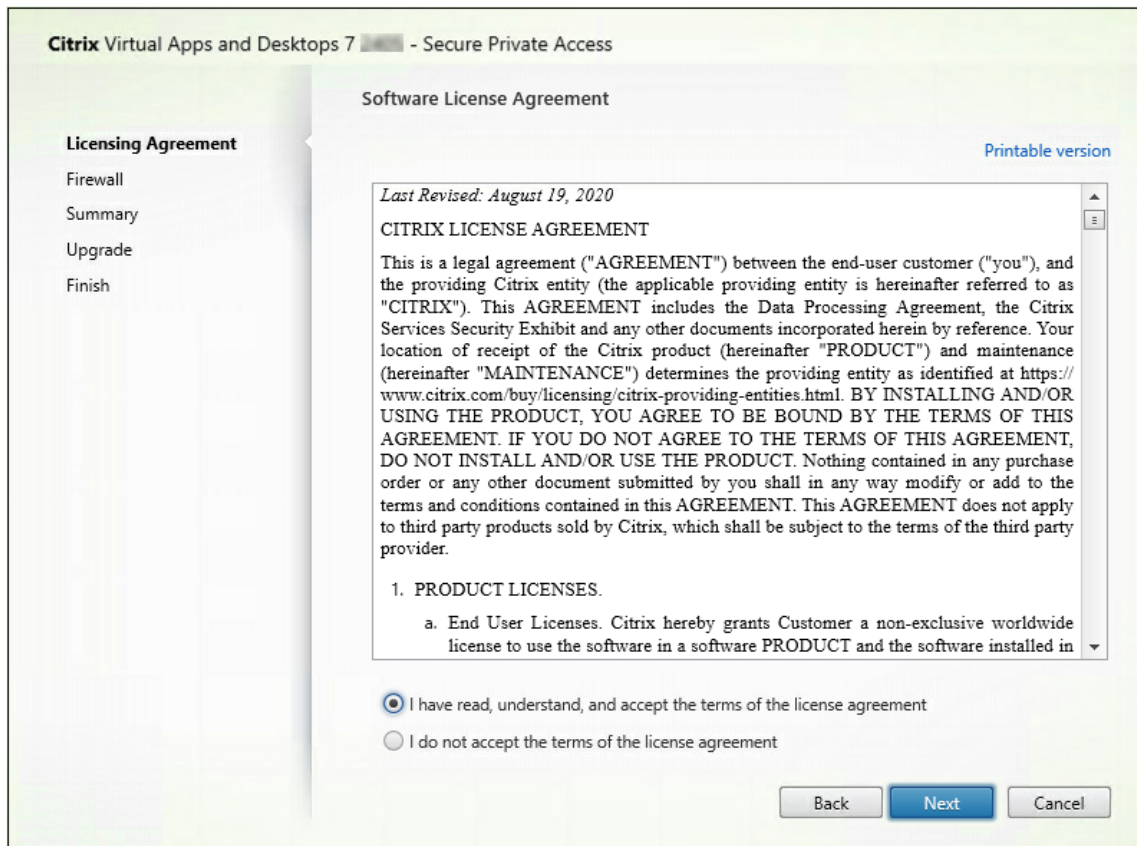 Citrix Virtual Apps and Desktops 7 - Secure Private Access
Software License Agreement
Licensing Agreement
Firewall
Summary
Upgrade
Finish
Printable version
Last Revised: August 19, 2020
CITRIX LICENSE AGREEMENT
This is a legal agreement ("AGREEMENT") between the end-user customer ("you"), and
the providing Citrix entity (the applicable providing entity is hereinafter referred to as
"CITRIX"). This AGREEMENT includes the Data Processing Agreement, the Citrix
Services Security Exhibit and any other documents incorporated herein by reference. Your
location of receipt of the Citrix product (hereinafter "PRODUCT") and maintenance
(hereinafter "MAINTENANCE") determines the providing entity as identified at https://
www.citrix.com/buy/licensing/citrix-providing-entities.html. BY INSTALLING AND/OR
USING THE PRODUCT, YOU AGREE TO BE BOUND BY THE TERMS OF THIS
AGREEMENT. IF YOU DO NOT AGREE TO THE TERMS OF THIS AGREEMENT,
DO NOT INSTALL AND/OR USE THE PRODUCT. Nothing contained in any purchase
order or any other document submitted by you shall in any way modify or add to the
terms and conditions contained in this AGREEMENT. This AGREEMENT does not apply
to third party products sold by Citrix, which shall be subject to the terms of the third party
provider.
1. PRODUCT LICENSES.
a. End User Licenses. Citrix hereby grants Customer a non-exclusive worldwide
license to use the software in a software PRODUCT and the software installed in
I have read, understand, and accept the terms of the license agreement
I do not accept the terms of the license agreement
Back
Next
Cancel